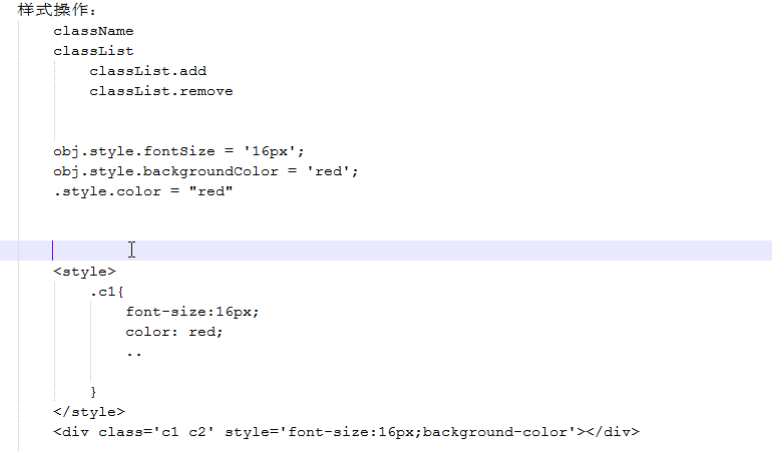 样式操作：
className
classList
classList.add
classList.remove
obj.style.fontSize = '16px';
obj.style.backgroundColor = 'red';
.style.color = "red"
<style>
.c1{
font-size:16px;
color: red;
..
}
</style>
<div class='c1 c2' style='font-size:16px;background-color'></div>